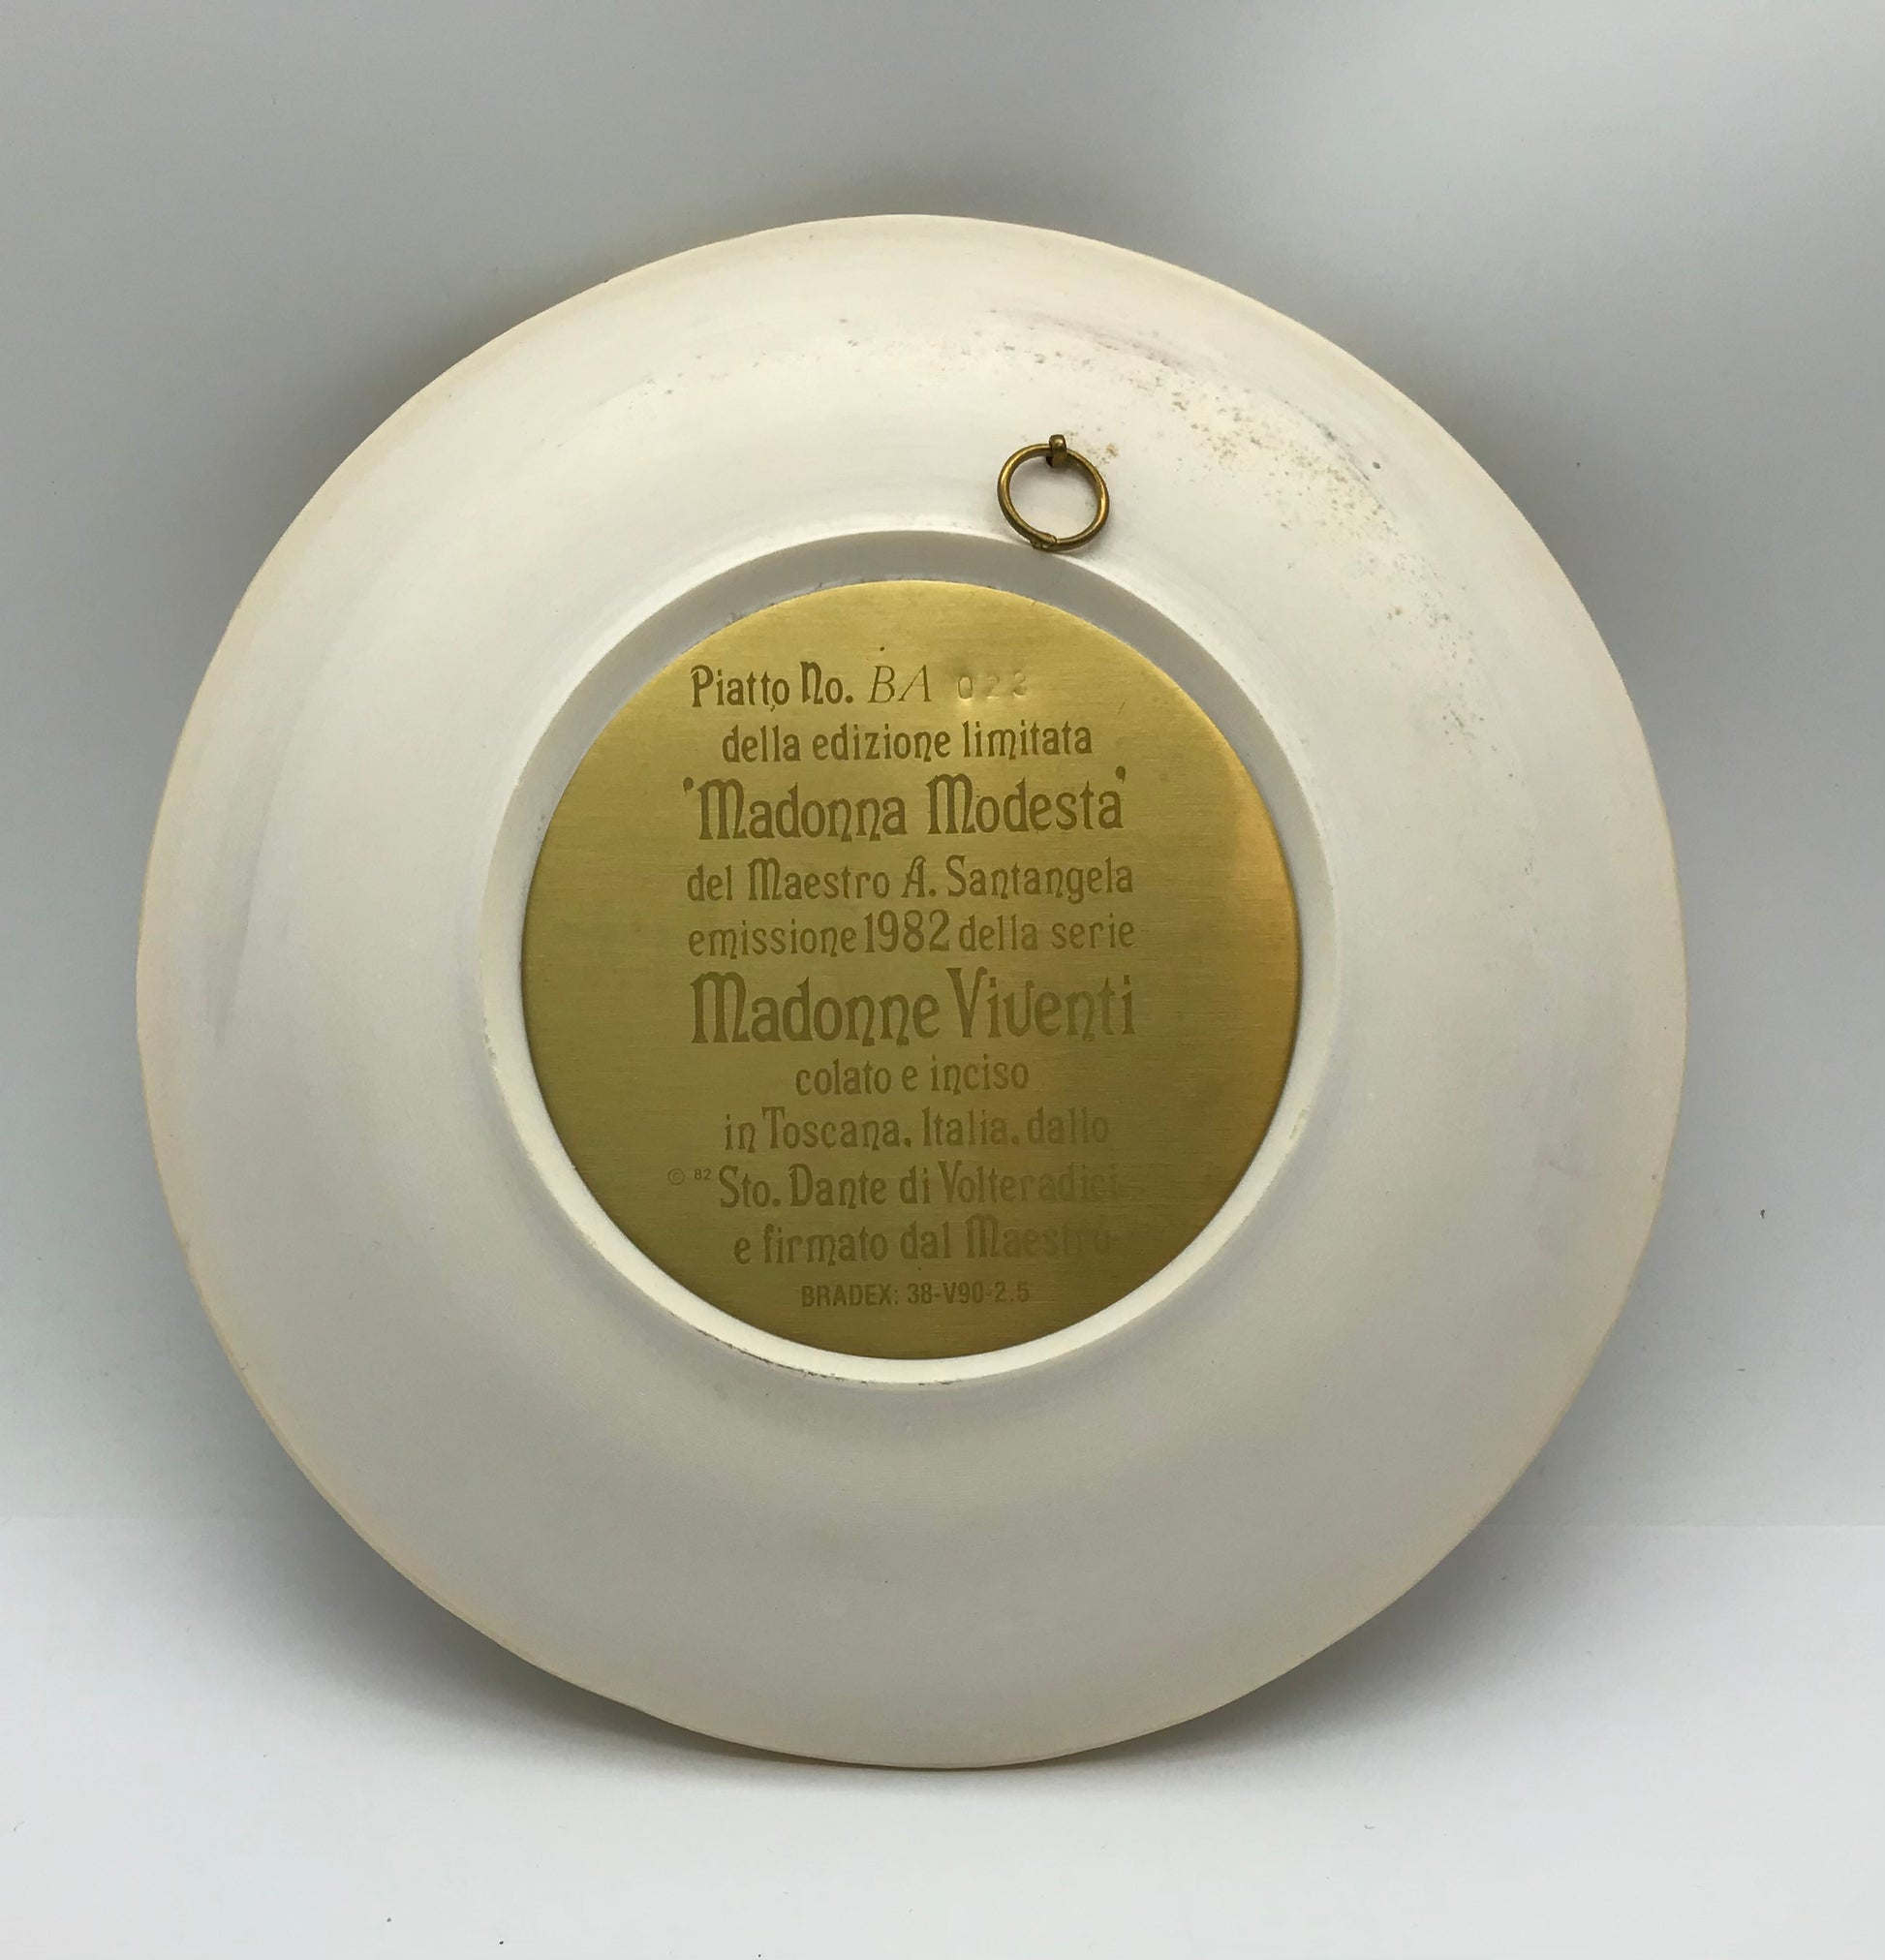 Piatto No. BA
della edizione limitata
'Madonna Modesta'
del Maestro A. Santangela
emissione 1982 della serie
Madonne Viventi
colato e inciso
in Toscana, Italia, dallo
© 82 Sto. Dante di Volteradici
e firmato dal Maestro
BRADEX: 38-V90-2.5